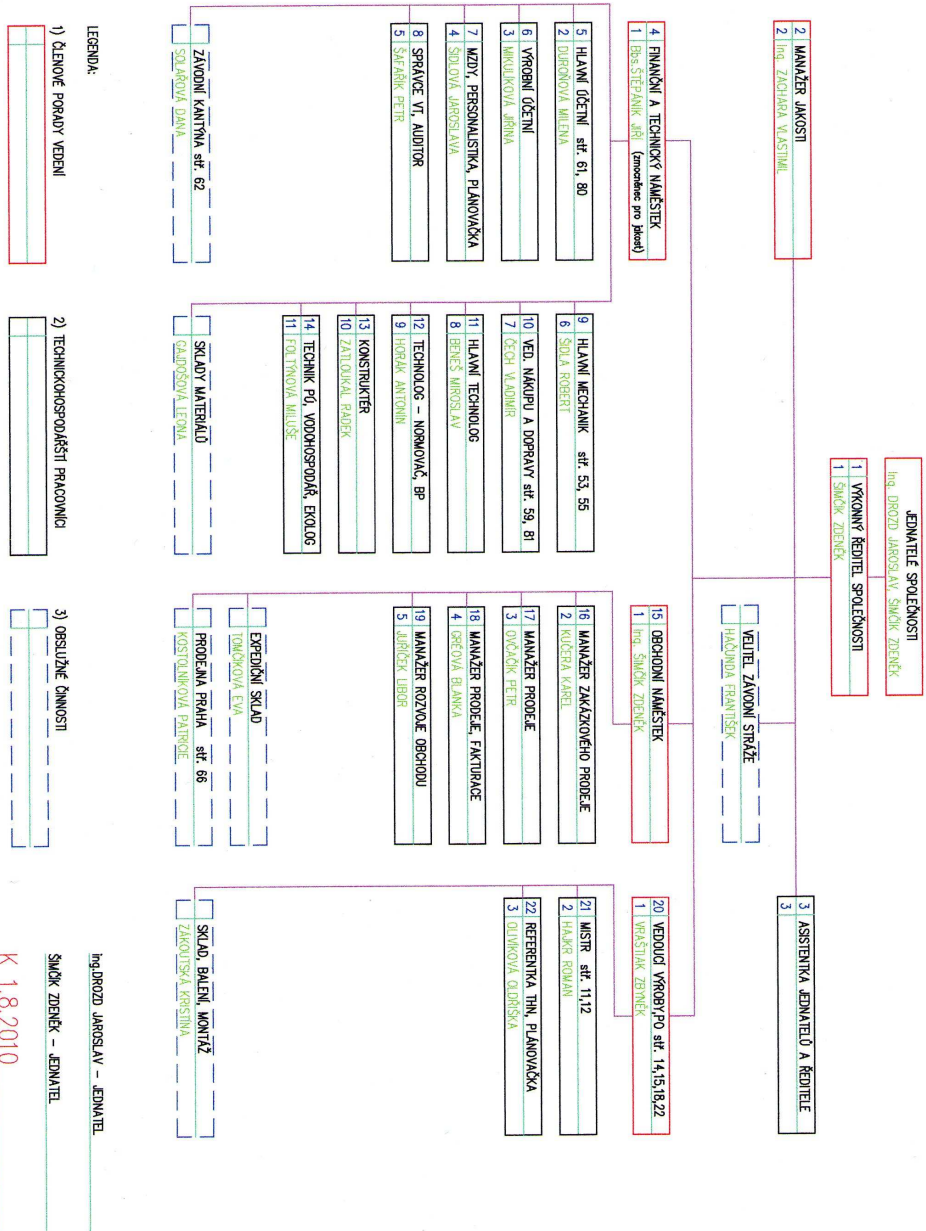 JEDNATELÉ SPOLEČNOSTI
Ing. DROZD JAROSLAV, ŠIMČÍK ZDENĚK
1 VÝKONNÝ ŘEDITEL SPOLEČNOSTI
1 ŠIMČÍK ZDENĚK
2 MANAŽER JAKOSTI
2 Ing. ZACHARA VLASTIMIL
VELITEL ZÁVODNÍ STRÁŽE
HAČUNDA FRANTIŠEK
3 ASISTENTKA JEDNATELŮ A ŘEDITELE
3
4 FINANČNÍ A TECHNICKÝ NÁMĚSTEK
1 Bbs.ŠTĚPÁNÍK JIŘÍ (zmocněnec pro jakost)
5 HLAVNÍ ÚČETNÍ stř. 61, 80
2 DUROŇOVÁ MILENA
6 VÝROBNÍ ÚČETNÍ
3 MIKULÍKOVÁ JIŘINA
7 MZDY, PERSONALISTIKA, PLÁNOVAČKA
4 ŠIDLOVÁ JAROSLAVA
8 SPRÁVCE VT, AUDITOR
5 ŠAFAŘÍK PETR
ZÁVODNÍ KANTÝNA stř. 62
SOLAŘOVÁ DANA
9 HLAVNÍ MECHANIK stř. 53, 55
6 ŠIDLA ROBERT
10 VED. NÁKUPU A DOPRAVY stř. 59, 81
7 ČECH VLADIMÍR
11 HLAVNÍ TECHNOLOG
8 BENEŠ MIROSLAV
12 TECHNOLOG – NORMOVAČ, BP
9 HORÁK ANTONÍN
13 KONSTRUKTÉR
10 ZATLOUKAL RADEK
14 TECHNIK PO, VODOHOSPODÁŘ, EKOLOG
11 FOLTÝNOVÁ MILUŠE
SKLADY MATERIÁLŮ
GAJDOŠOVÁ LEONA
15 OBCHODNÍ NÁMĚSTEK
1 Ing. ŠIMČÍK ZDENĚK
16 MANAŽER ZAKÁZKOVÉHO PRODEJE
2 KUČERA KAREL
17 MANAŽER PRODEJE
3 OVČAČÍK PETR
18 MANAŽER PRODEJE, FAKTURACE
4 GRÉOVÁ BLANKA
19 MANAŽER ROZVOJE OBCHODU
5 JUŘÍČEK LIBOR
EXPEDIČNÍ SKLAD
TOMČÍKOVÁ EVA
PRODEJNA PRAHA stř. 66
KOSTOLNÍKOVÁ PATRICIE
20 VEDOUCÍ VÝROBY,PO stř. 14,15,18,22
1 VRAŠTIAK ZBYNĚK
21 MISTR stř. 11,12
2 HAJKR ROMAN
22 REFERENTKA THN, PLÁNOVAČKA
3 OLIVÍKOVÁ OLDŘIŠKA
SKLAD, BALENÍ, MONTÁŽ
ZÁKOUTSKÁ KRISTÍNA
LEGENDA:
1) ČLENOVÉ PORADY VEDENÍ
2) TECHNICKOHOSPODÁŘŠTÍ PRACOVNÍCI
3) OBSLUŽNÉ ČINNOSTI
Ing.DROZD JAROSLAV – JEDNATEL
ŠIMČÍK ZDENĚK – JEDNATEL
K 1.8.2010